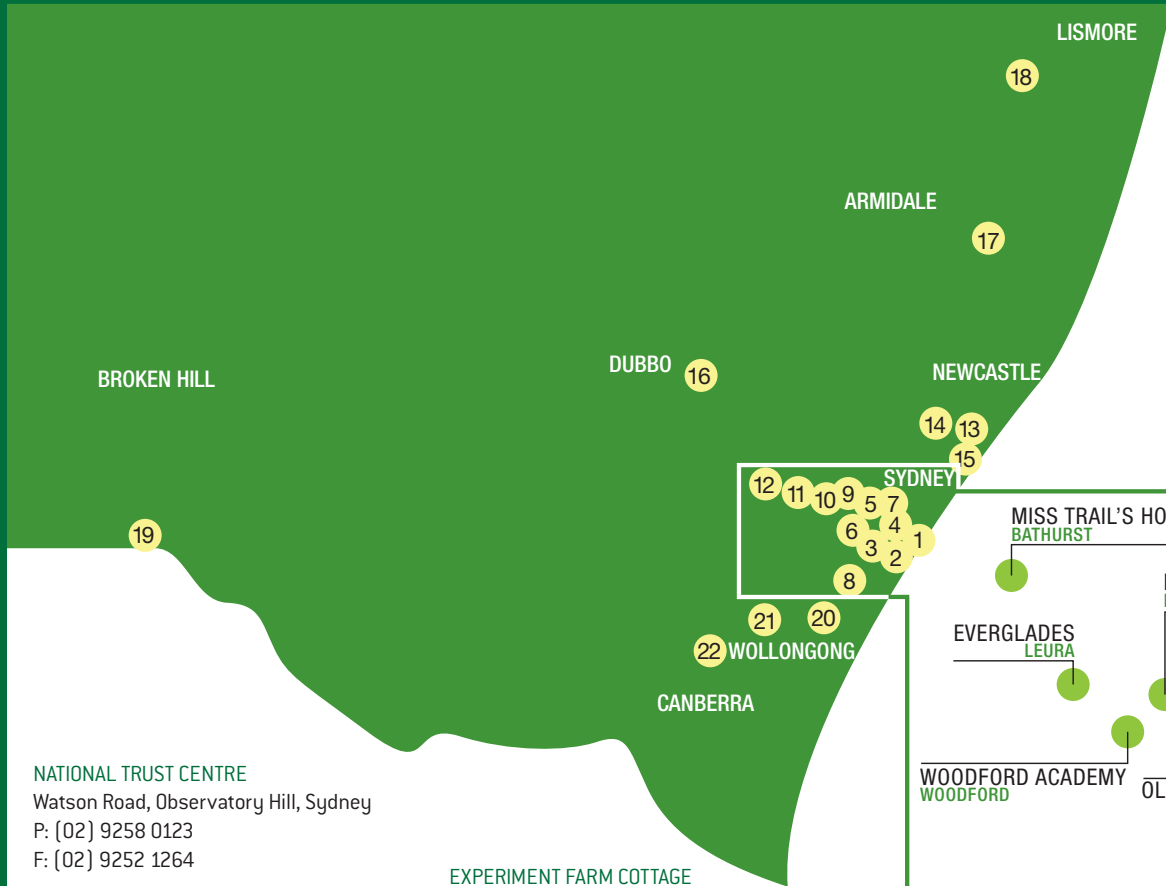 LISMORE
18
ARMIDALE
17
DUBBO
16
BROKEN HILL
NEWCASTLE
14
13
15
SYDNEY
12
11
10
9
5
7
6
4
3
2
1
8
19
21
20
22
WOLLONGONG
CANBERRA
MISS TRAIL'S HO
BATHURST
EVERGLADES
LEURA
WOODFORD ACADEMY
WOODFORD
OL
NATIONAL TRUST CENTRE
Watson Road, Observatory Hill, Sydney
P: (02) 9258 0123
F: (02) 9252 1264
EXPERIMENT FARM COTTAGE